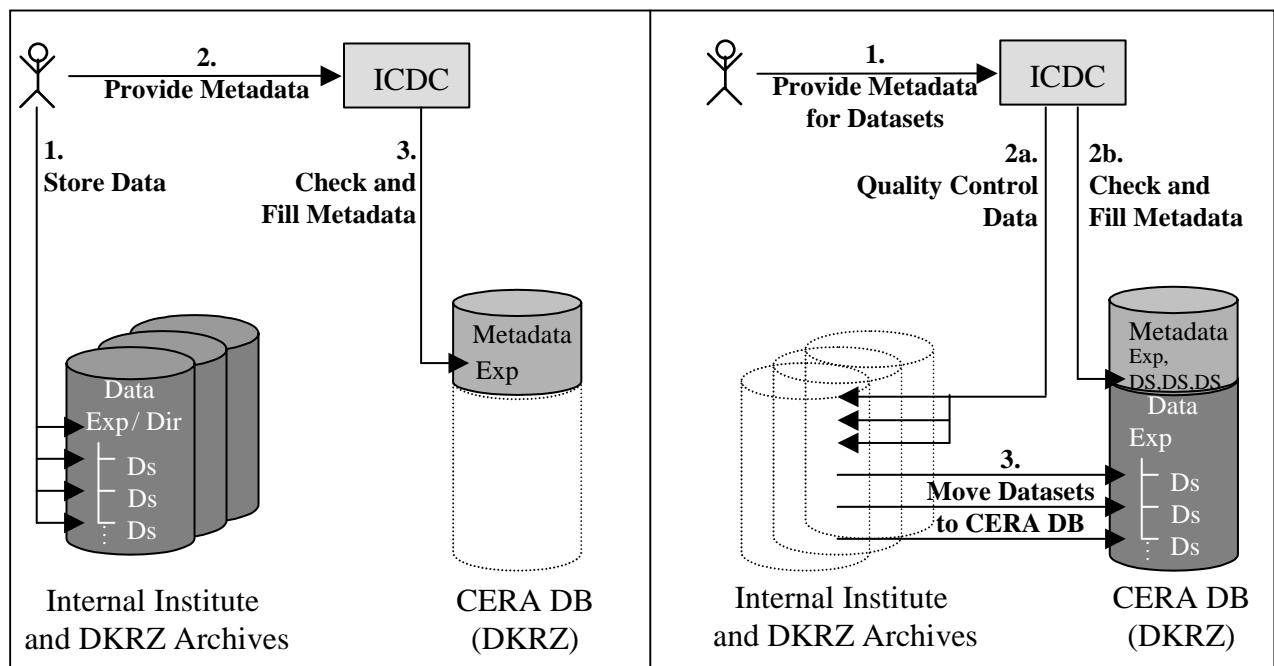 2.
Provide Metadata
ICDC
1.
Store Data
3.
Check and
Fill Metadata
Metadata
Exp
Data
Exp / Dir
Ds
Ds
Ds
Internal Institute
and DKRZ Archives
CERA DB
(DKRZ)
1.
Provide Metadata
for Datasets
ICDC
2a.
Quality Control
Data
2b.
Check and
Fill Metadata
Metadata
Exp,
DS,DS,DS
Data
Exp
Ds
Ds
Ds
3.
Move Datasets
to CERA DB
Internal Institute
and DKRZ Archives
CERA DB
(DKRZ)